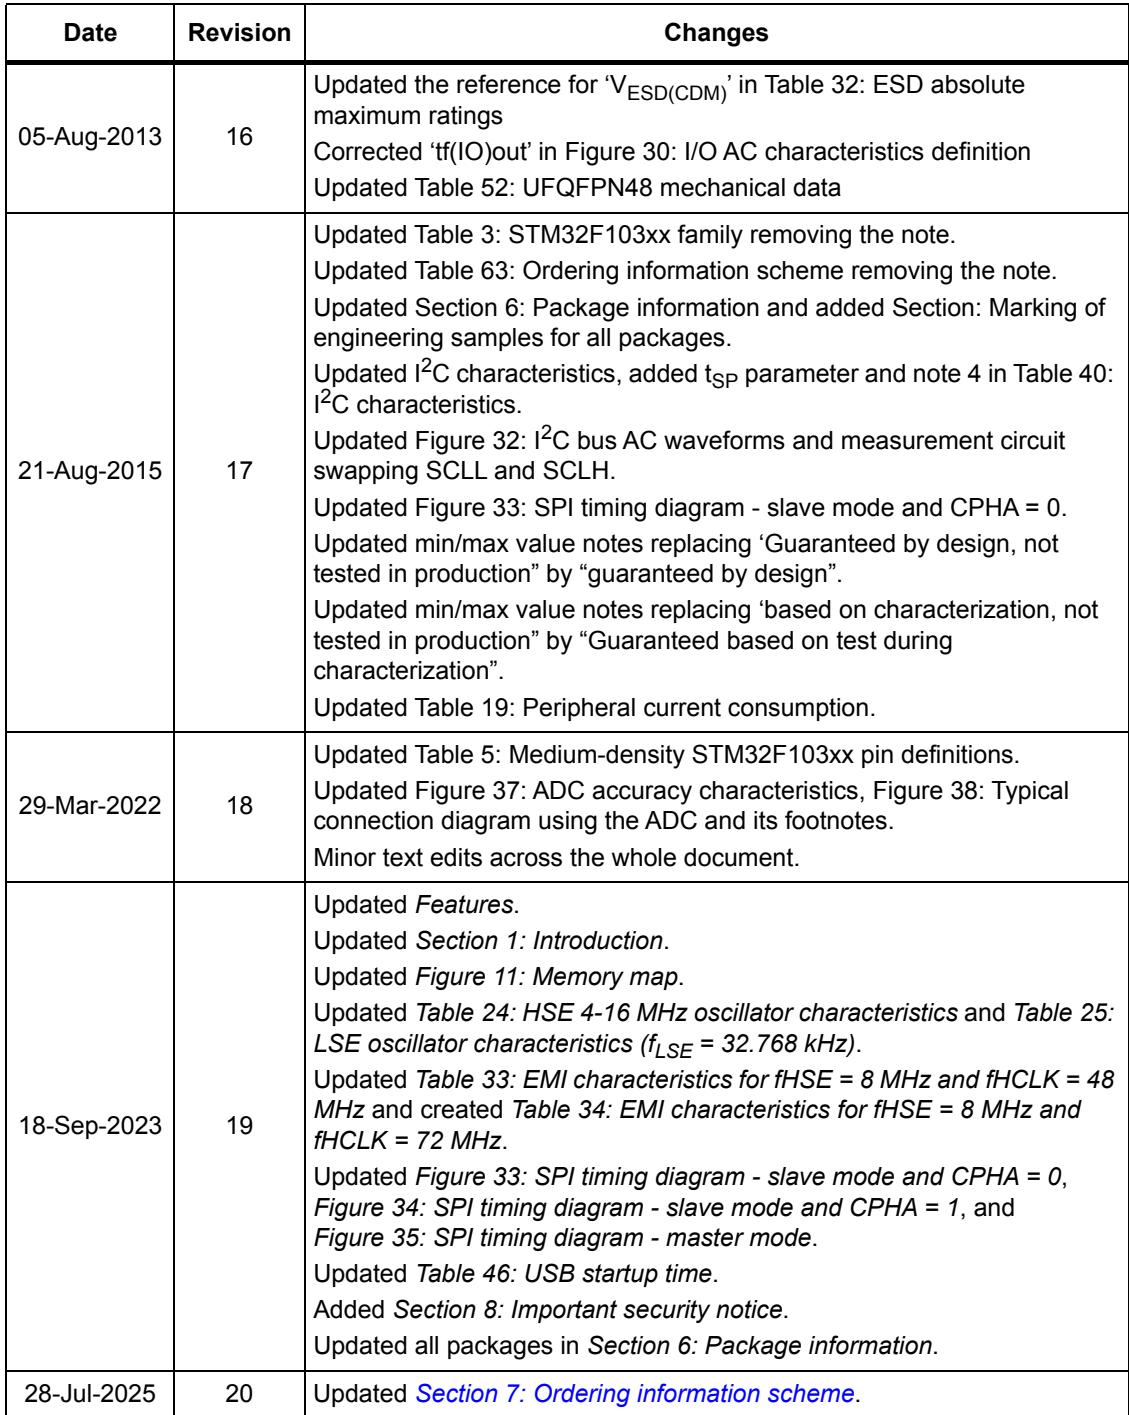 Date Revision Changes
Updated the reference for ‘VESD(CDM)’ in Table 32: ESD absolute
maximum ratings
05-Aug-2013 16
Corrected ‘tf(IO)out’ in Figure 30: I/O AC characteristics definition
Updated Table 52: UFQFPN48 mechanical data
Updated Table 3: STM32F103xx family removing the note.
Updated Table 63: Ordering information scheme removing the note.
Updated Section 6: Package information and added Section: Marking of
engineering samples for all packages.
Updated I2C characteristics, added tSP parameter and note 4 in Table 40:
I2C characteristics.
Updated Figure 32: I2C bus AC waveforms and measurement circuit
21-Aug-2015 17 swapping SCLL and SCLH.
Updated Figure 33: SPI timing diagram - slave mode and CPHA = 0.
Updated min/max value notes replacing ‘Guaranteed by design, not
tested in production” by “guaranteed by design”.
Updated min/max value notes replacing ‘based on characterization, not
tested in production” by “Guaranteed based on test during
characterization”.
Updated Table 19: Peripheral current consumption.
Updated Table 5: Medium-density STM32F103xx pin definitions.
29-Mar-2022 18 Updated Figure 37: ADC accuracy characteristics, Figure 38: Typical
connection diagram using the ADC and its footnotes.
Minor text edits across the whole document.
Updated Features.
Updated Section 1: Introduction.
Updated Figure 11: Memory map.
Updated Table 24: HSE 4-16 MHz oscillator characteristics and Table 25:
LSE oscillator characteristics (fLSE = 32.768 kHz).
Updated Table 33: EMI characteristics for fHSE = 8 MHz and fHCLK = 48
18-Sep-2023 19 MHz and created Table 34: EMI characteristics for fHSE = 8 MHz and
fHCLK = 72 MHz.
Updated Figure 33: SPI timing diagram - slave mode and CPHA = 0,
Figure 34: SPI timing diagram - slave mode and CPHA = 1, and
Figure 35: SPI timing diagram - master mode.
Updated Table 46: USB startup time.
Added Section 8: Important security notice.
Updated all packages in Section 6: Package information.
28-Jul-2025 20 Updated Section 7: Ordering information scheme.